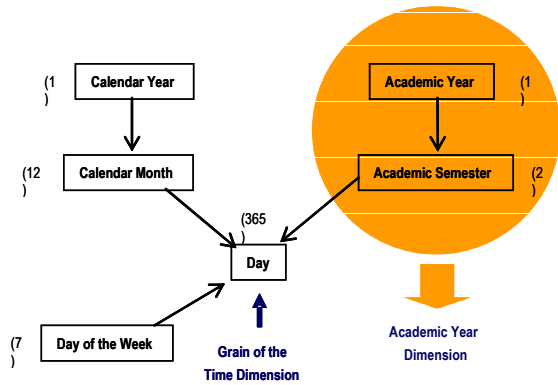 (1
)
Calendar Year
Academic Year
(1
)
(12
)
Calendar Month
Academic Semester
(2
)
(365
)
Day
(7
)
Day of the Week
Grain of the
Time Dimension
Academic Year
Dimension